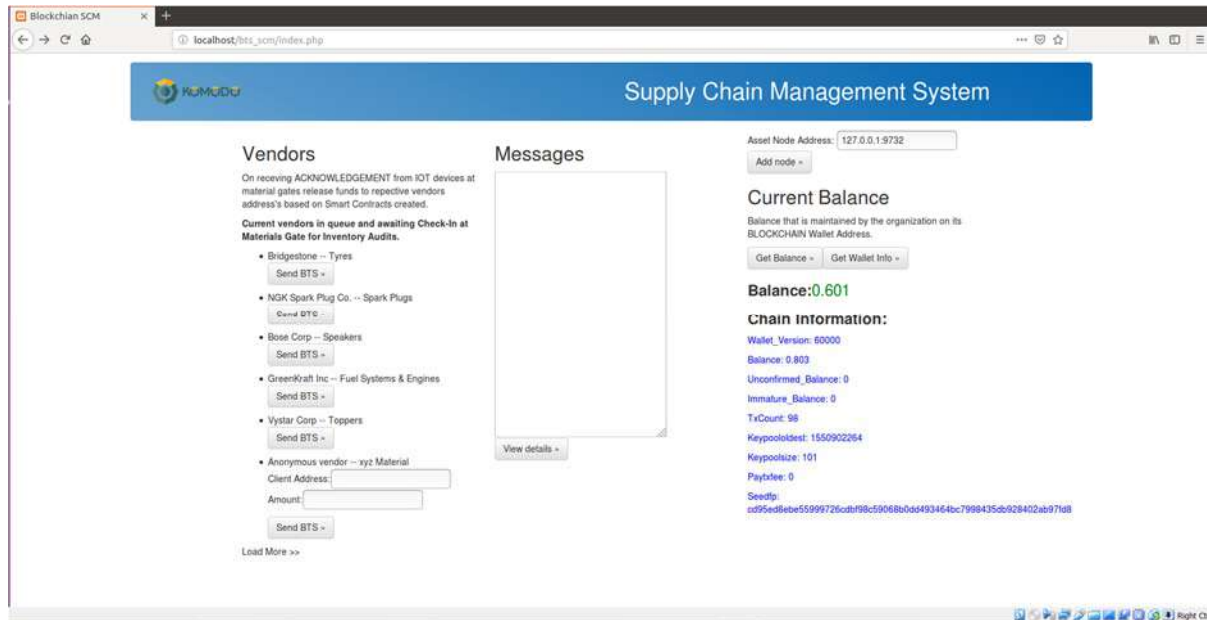 Blockchian SCM
localhost/bts_scm/index.php
KOMODO
Supply Chain Management System
Vendors
On receving ACKNOWLEDGEMENT from IOT devices at
material gates release funds to repective vendors
address's based on Smart Contracts created.
Current vendors in queue and awaiting Check-In at
Materials Gate for Inventory Audits.
• Bridgestone -- Tyres
Send BTS »
• NGK Spark Plug Co. -- Spark Plugs
Send BTS »
• Bose Corp -- Speakers
Send BTS »
• GreenKraft Inc -- Fuel Systems & Engines
Send BTS »
• Vystar Corp -- Toppers
Send BTS »
• Anonymous vendor -- xyz Material
Client Address:
Amount:
Send BTS »
Load More >>
Messages
View details »
Asset Node Address: 127.0.0.1:9732
Add node »
Current Balance
Balance that is maintained by the organization on its
BLOCKCHAIN Wallet Address.
Get Balance » Get Wallet Info »
Balance:0.601
Chain Information:
Wallet_Version: 60000
Balance: 0.803
Unconfirmed_Balance: 0
Immature_Balance: 0
TxCount: 98
Keypoololdest: 1550902264
Keypoolsize: 101
Paytxfee: 0
Seedfp:
Right Ct